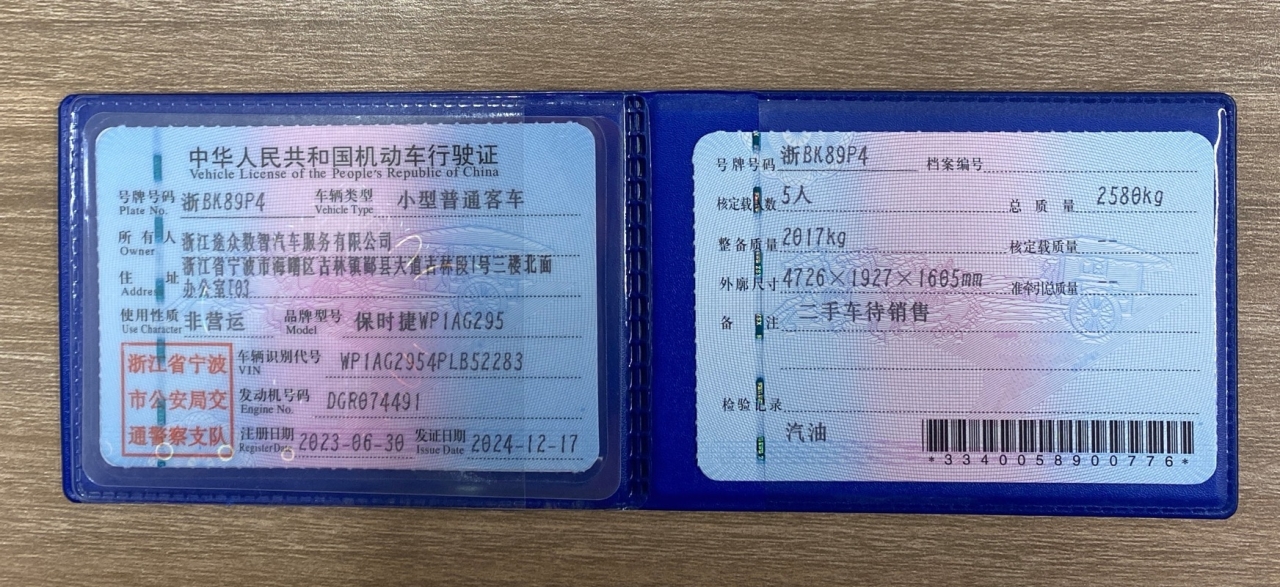 中华人民共和国机动车行驶证
Vehicle License of the People's Republic of China
号牌号码 浙BK89P4 车辆类型 小型普通客车
Plate No. Vehicle Type
所有人 浙江途众数智汽车服务有限公司
Owner
住址 浙江省宁波市海曙区古林镇鄞县大道古林段1号三楼北面
Address 办公室T03
使用性质 非营运 品牌型号 保时捷WP1AG295
Use Character Model
浙江省宁波
市公安局交
通警察支队
车辆识别代号 WP1AG2954PLB52283
VIN
发动机号码 DGR074491
Engine No.
注册日期 2023-06-30 发证日期 2024-12-17
Register Date Issue Date
号牌号码 浙BK89P4 档案编号
核定载人数 5人 总质量 2580kg
整备质量 2017kg 核定载质量 --
外廓尺寸 4726×1927×1605mm 准牵引总质量 --
备注 二手车待销售
检验记录
汽油
*3340058900776*